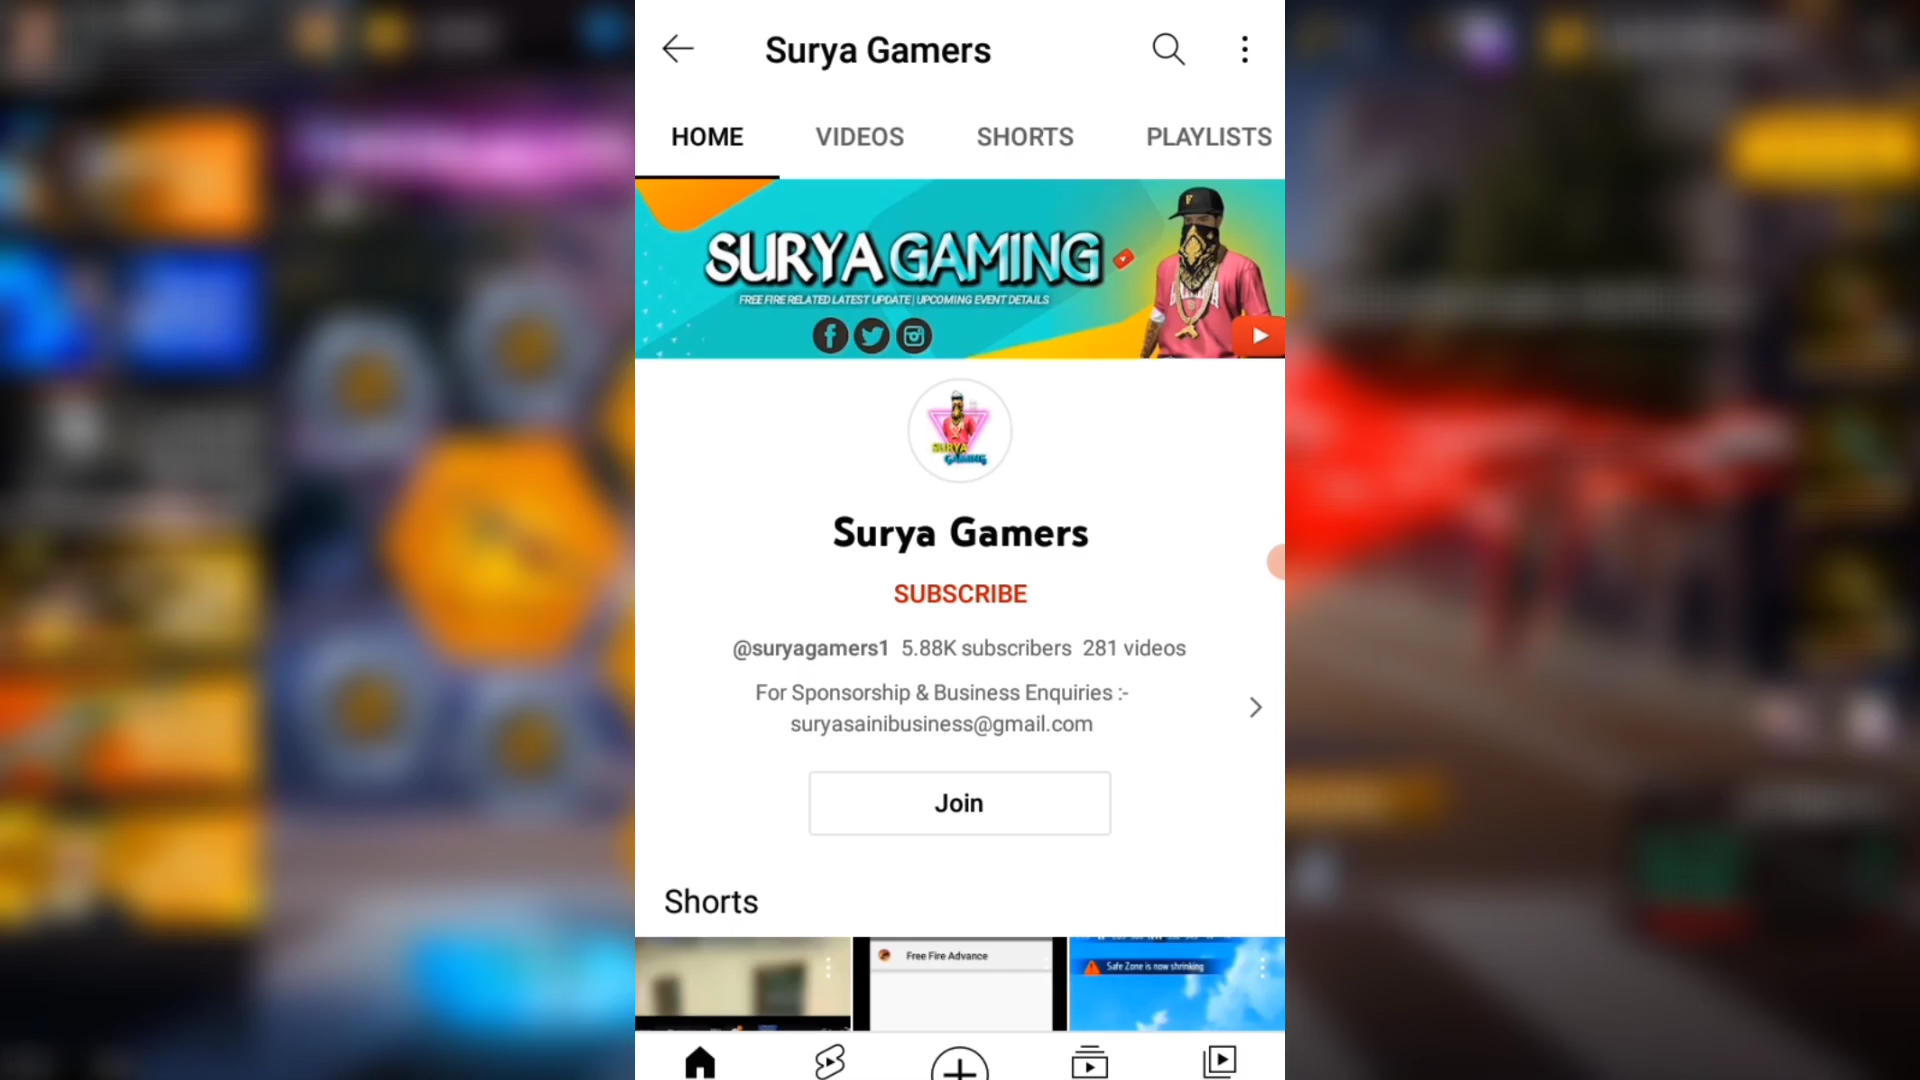 Surya Gamers
HOME VIDEOS SHORTS PLAYLISTS
SURYA GAMING
FREE FIRE RELATED LATEST UPDATE | UPCOMING EVENT DETAILS
SURYA
GAMING
Surya Gamers
SUBSCRIBE
@suryagamers1 5.88K subscribers 281 videos
For Sponsorship & Business Enquiries :-
suryasainibusiness@gmail.com
Join
Shorts
Free Fire Advance
Safe Zone is now shrinking